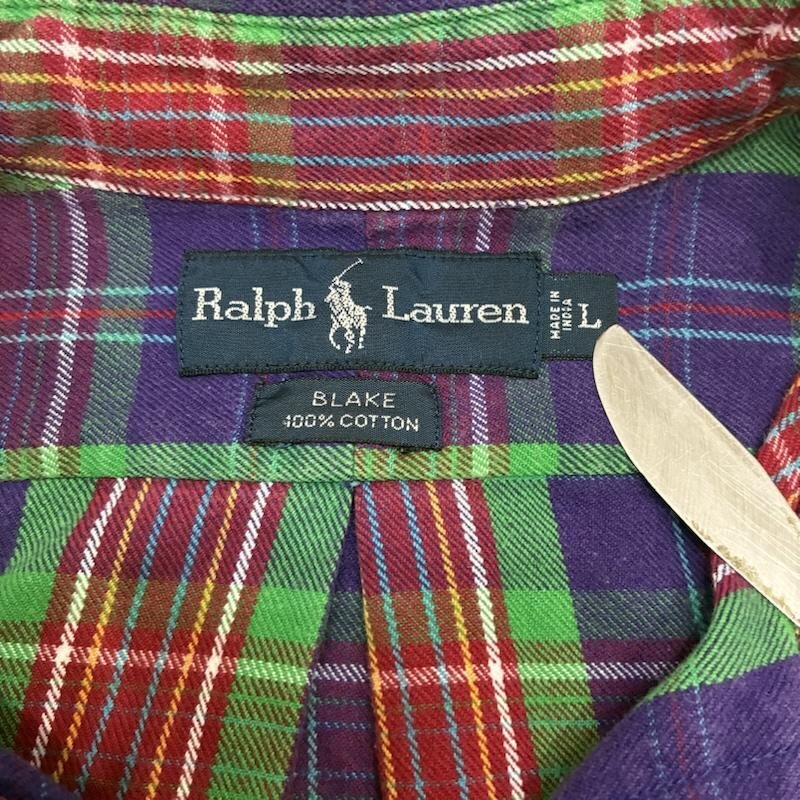 Ralph Lauren
MADE IN
INDIA
L
BLAKE
100% COTTON